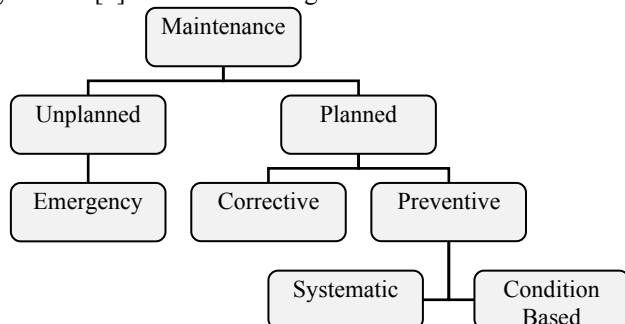 Maintenance
Unplanned
Planned
Emergency
Corrective
Preventive
Systematic
Condition
Based